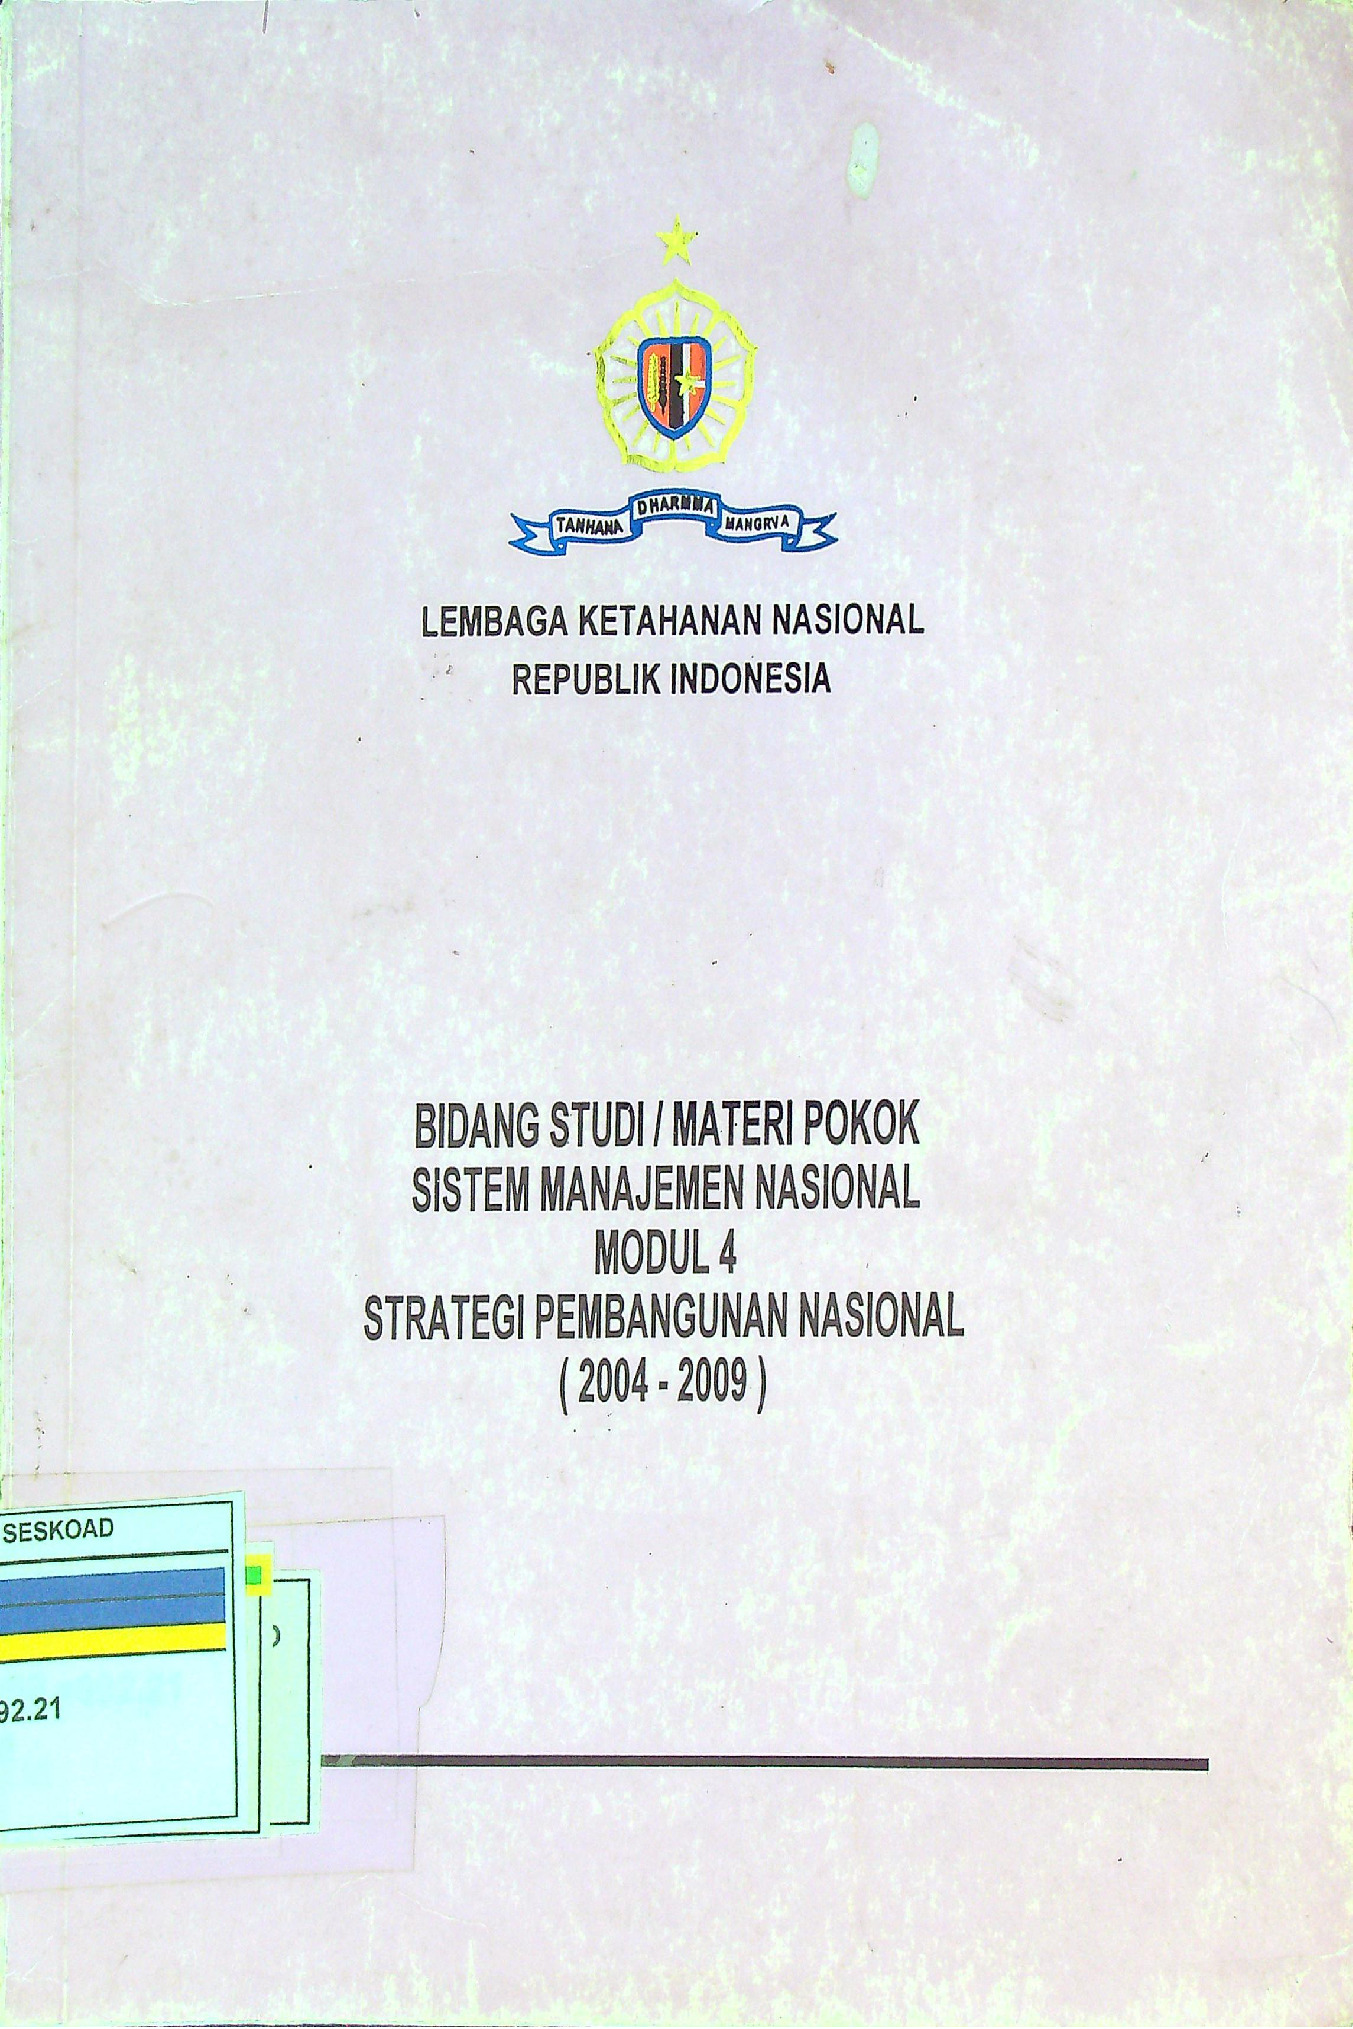 TANHANA DHARMMA MANGRVA
LEMBAGA KETAHANAN NASIONAL
REPUBLIK INDONESIA
BIDANG STUDI / MATERI POKOK
SISTEM MANAJEMEN NASIONAL
MODUL 4
STRATEGI PEMBANGUNAN NASIONAL
( 2004 - 2009 )
SESKOAD
92.21